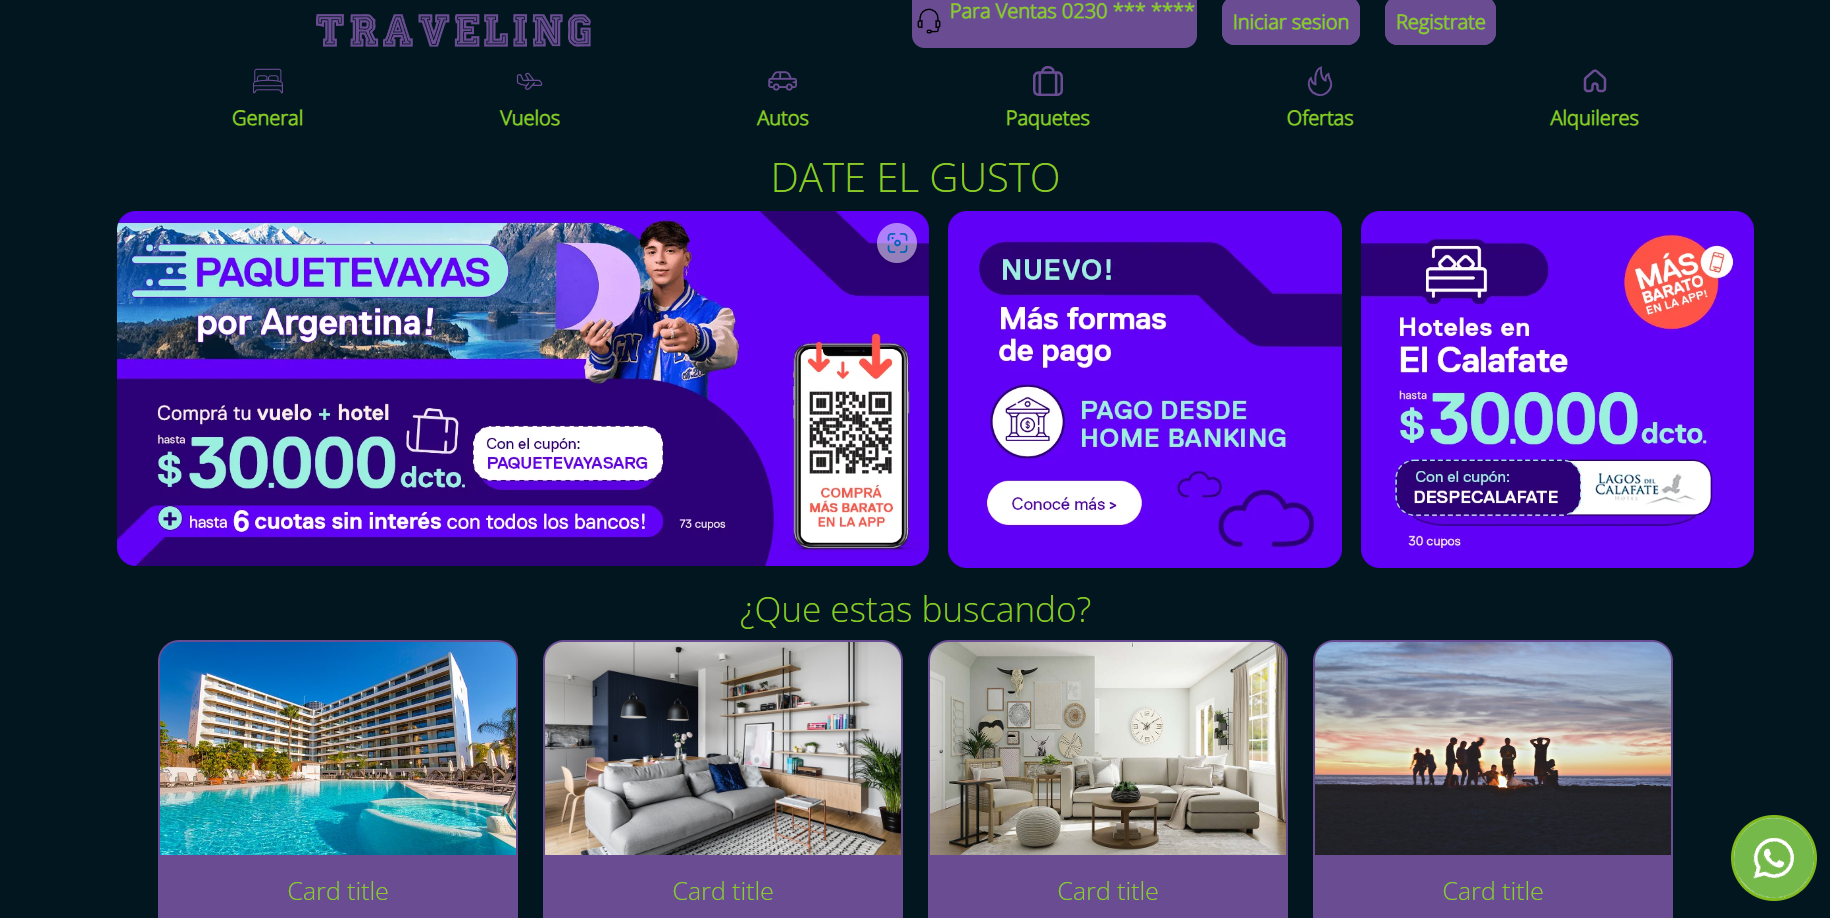 TRAVELING
Para Ventas 0230 *** ****
Iniciar sesion
Registrate
General
Vuelos
Autos
Paquetes
Ofertas
Alquileres
DATE EL GUSTO
PAQUETEVAYAS
por Argentina!
GN
Comprá tu vuelo + hotel
hasta
$ 30.000 dcto.
Con el cupón:
PAQUETEVAYASARG
+ hasta 6 cuotas sin interés con todos los bancos!
73 cupos
COMPRÁ
MÁS BARATO
EN LA APP
NUEVO!
Más formas
de pago
PAGO DESDE
HOME BANKING
Conocé más >
MÁS
BARATO
EN LA APP!
Hoteles en
El Calafate
hasta
$ 30.000 dcto.
Con el cupón:
DESPECALAFATE
LAGOS DEL
CALAFATE
HOTEL
30 cupos
¿Que estas buscando?
Card title
Card title
Card title
Card title